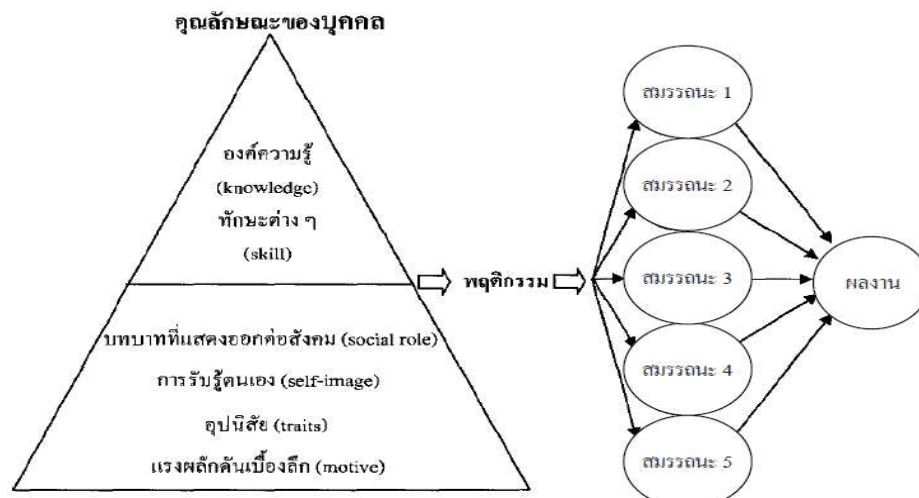 คุณลักษณะของบุคคล
องค์ความรู้
(knowledge)
ทักษะต่าง ๆ
(skill)
บทบาทที่แสดงออกต่อสังคม (social role)
การรับรู้ตนเอง (self-image)
อุปนิสัย (traits)
แรงผลักดันเบื้องลึก (motive)
พฤติกรรม
สมรรถนะ 1
สมรรถนะ 2
สมรรถนะ 3
สมรรถนะ 4
สมรรถนะ 5
ผลงาน